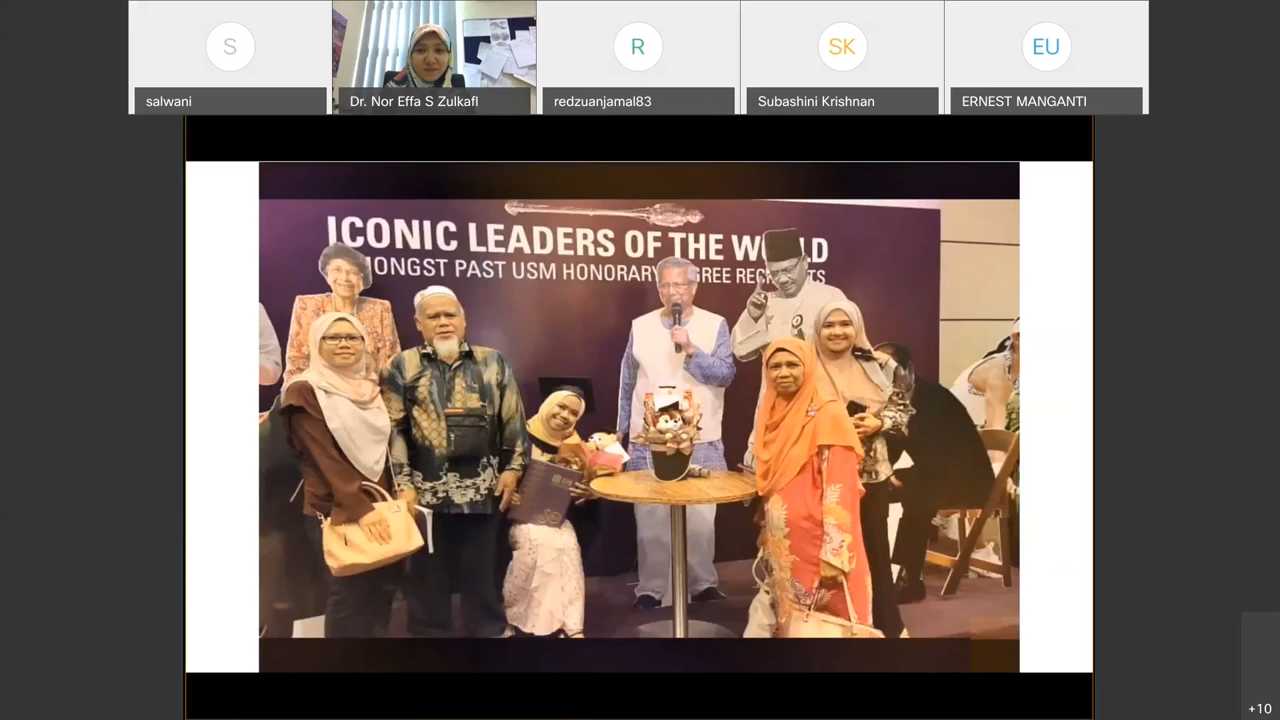 S
salwani
Dr. Nor Effa S Zulkafl
R
redzuanjamal83
SK
Subashini Krishnan
EU
ERNEST MANGANTI
ICONIC LEADERS OF THE
PAST USM HONORARY
+10